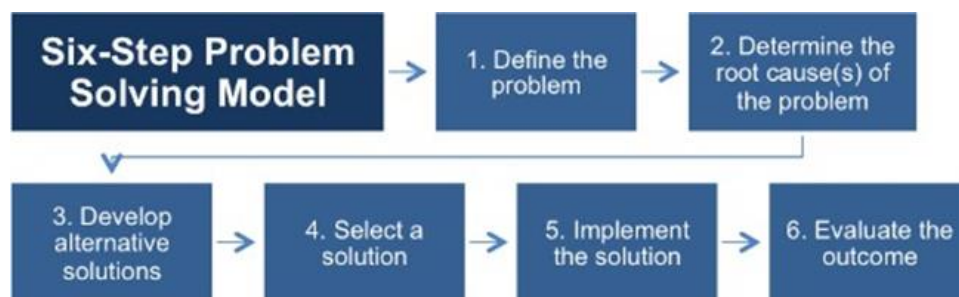 Six-Step Problem
Solving Model
1. Define the
problem
2. Determine the
root cause(s) of
the problem
3. Develop
alternative
solutions
4. Select a
solution
5. Implement
the solution
6. Evaluate the
outcome